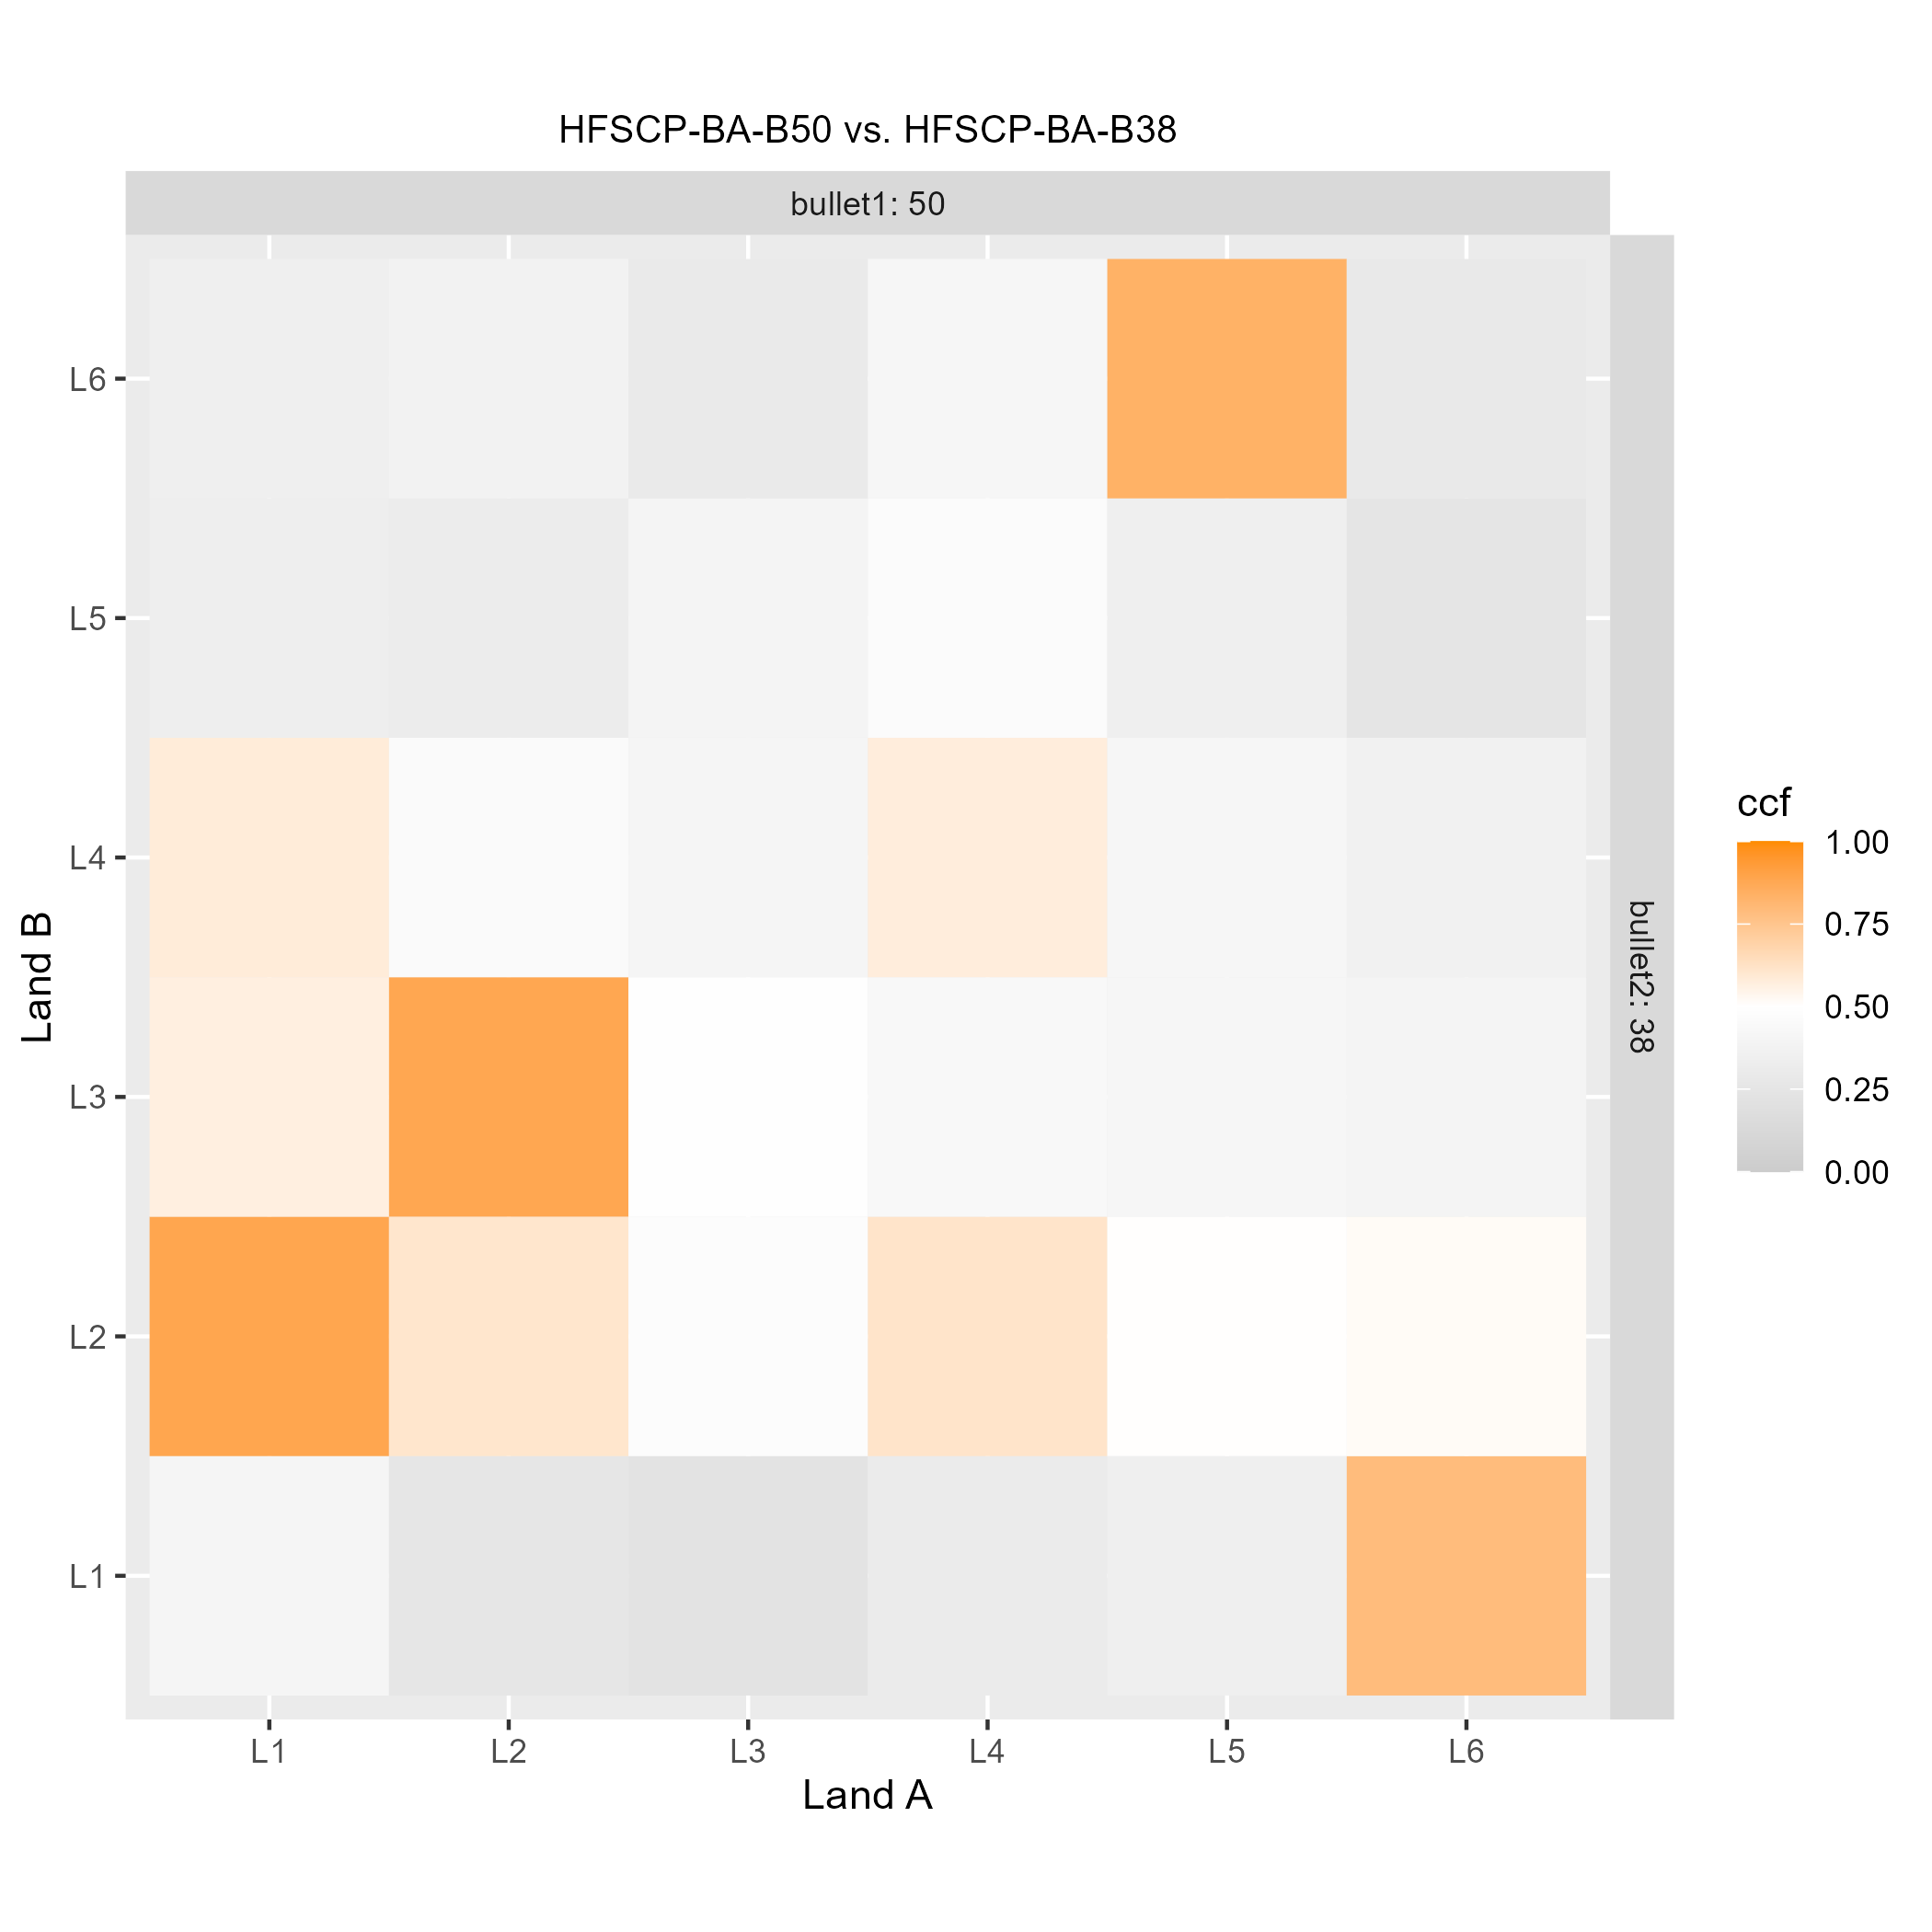 HFSCP-BA-B50 vs. HFSCP-BA-B38
bullet1: 50
L6
L5
L4
L3
L2
L1
Land B
bullet2: 38
L1 L2 L3 L4 L5 L6
Land A
ccf
1.00
0.75
0.50
0.25
0.00